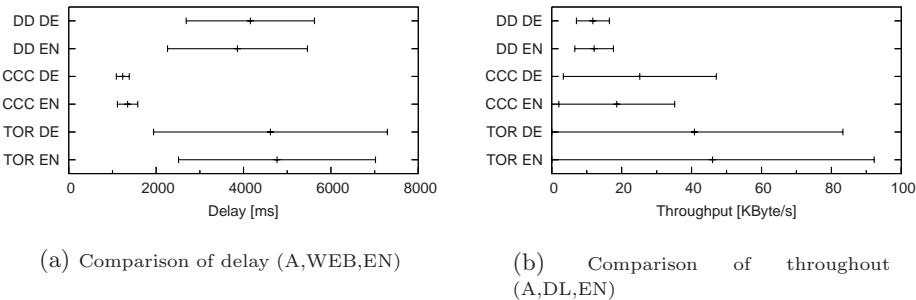 DD DE
DD EN
CCC DE
CCC EN
TOR DE
TOR EN
0 2000 4000 6000 8000
Delay [ms]
(a) Comparison of delay (A,WEB,EN)
DD DE
DD EN
CCC DE
CCC EN
TOR DE
TOR EN
0 20 40 60 80 100
Throughput [KByte/s]
(b) Comparison of throughout
(A,DL,EN)